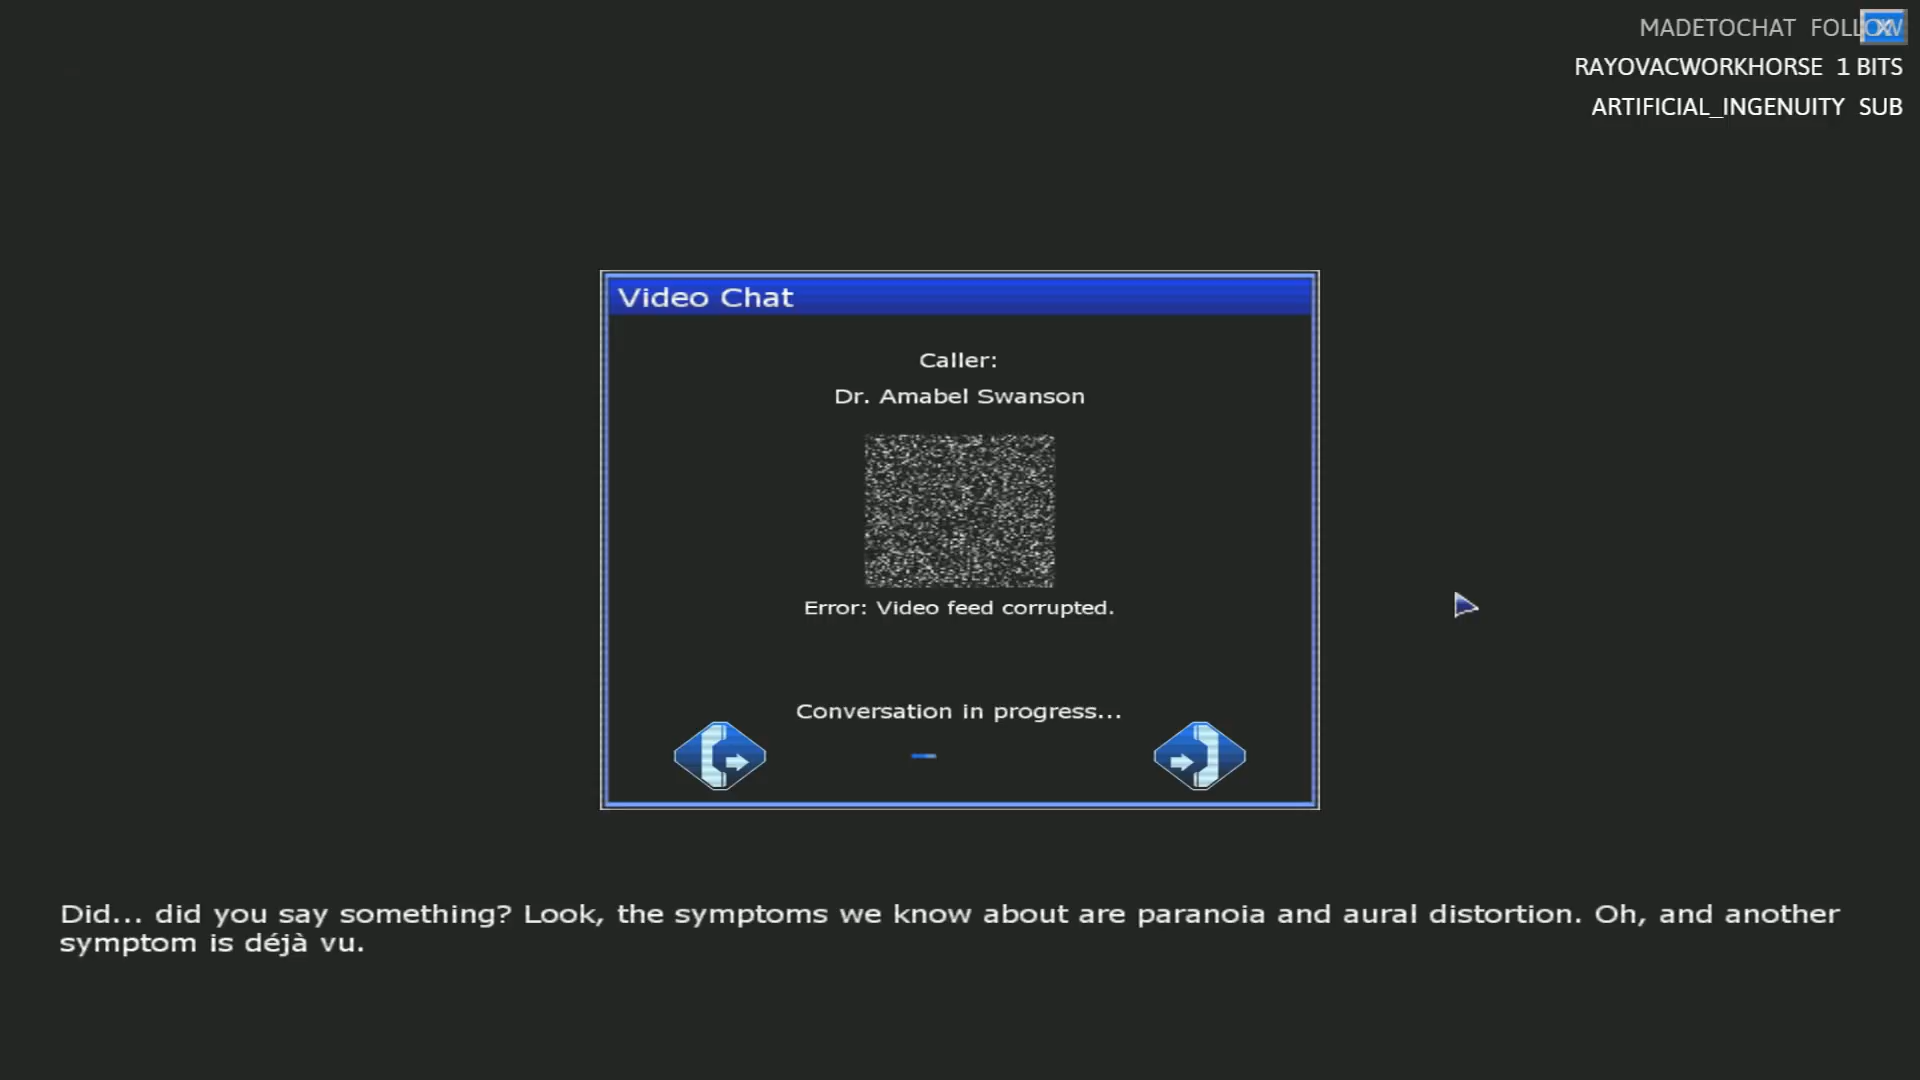 MADETOCHAT FOLLOW
RAYOVACWORKHORSE 1 BITS
ARTIFICIAL_INGENUITY SUB
Video Chat
Caller:
Dr. Amabel Swanson
Error: Video feed corrupted.
Conversation in progress...
Did... did you say something? Look, the symptoms we know about are paranoia and aural distortion. Oh, and another
symptom is déjà vu.